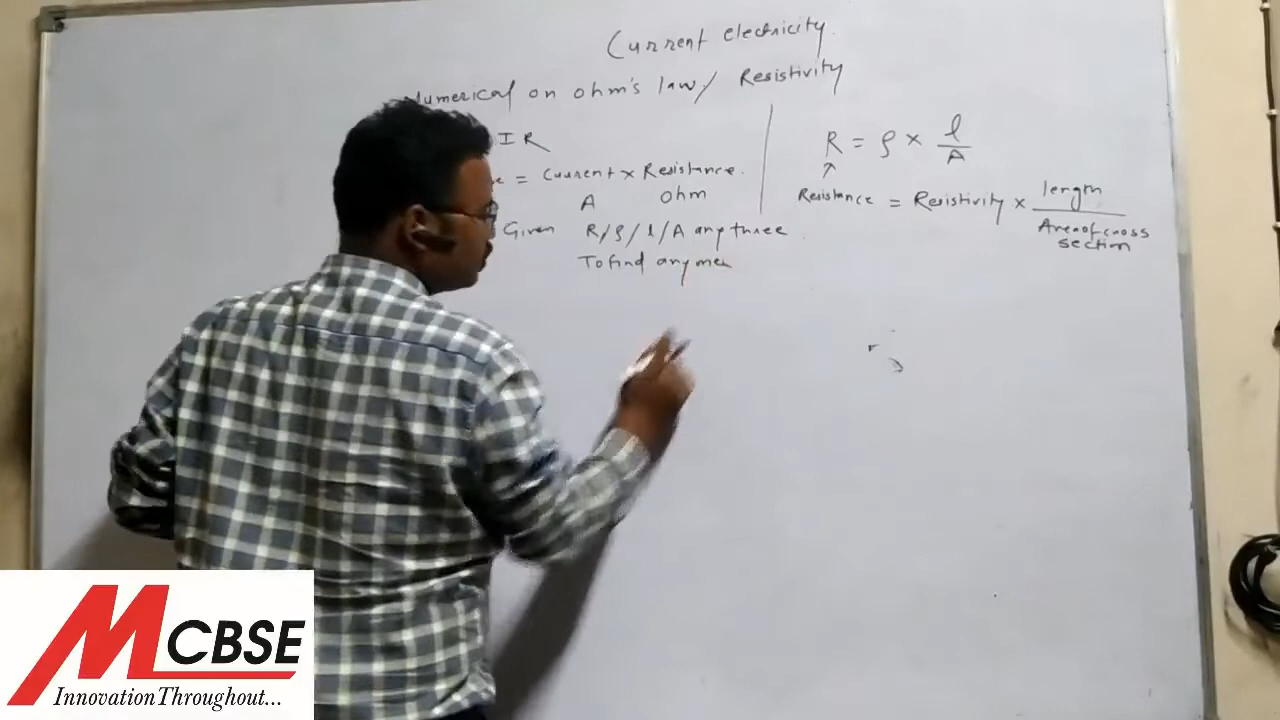 Current electricity
Numerical on ohm's law/ Resistivity
I R
= Current × Resistance.
A ohm
Given R/ρ/l/A any three
To find any
R = ρ × l/A
Resistance = Resistivity × length / Area of cross section
MCBSE
Innovation Throughout...